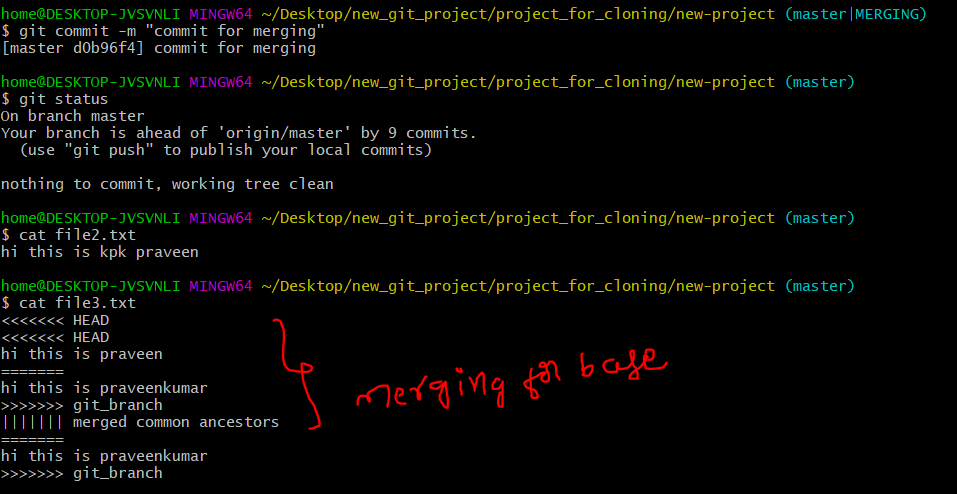 home@DESKTOP-JVSVNLI MINGW64 ~/Desktop/new_git_project/project_for_cloning/new-project (master|MERGING)
$ git commit -m "commit for merging"
[master d0b96f4] commit for merging
home@DESKTOP-JVSVNLI MINGW64 ~/Desktop/new_git_project/project_for_cloning/new-project (master)
$ git status
On branch master
Your branch is ahead of 'origin/master' by 9 commits.
  (use "git push" to publish your local commits)
nothing to commit, working tree clean
home@DESKTOP-JVSVNLI MINGW64 ~/Desktop/new_git_project/project_for_cloning/new-project (master)
$ cat file2.txt
hi this is kpk praveen
home@DESKTOP-JVSVNLI MINGW64 ~/Desktop/new_git_project/project_for_cloning/new-project (master)
$ cat file3.txt
<<<<<<< HEAD
<<<<<<< HEAD
hi this is praveen
=======
hi this is praveenkumar
>>>>>>> git_branch
||||||| merged common ancestors
=======
hi this is praveenkumar
>>>>>>> git_branch
merging for base